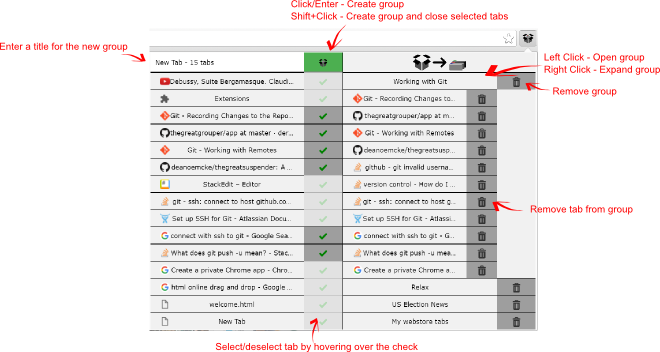 Click/Enter - Create group
Shift+Click - Create group and close selected tabs
Enter a title for the new group
New Tab - 15 tabs
Left Click - Open group
Right Click - Expand group
Debussy, Suite Bergamasque. Claudi...
Working with Git
Remove group
Extensions
Git - Recording Changes to...
Git - Recording Changes to the Repo...
thegreatgrouper/app at m...
thegreatgrouper/app at master · der...
Git - Working with Remotes
Git - Working with Remotes
deanoemcke/thegreatsus...
deanoemcke/thegreatsuspender: A ...
github - git invalid userna...
StackEdit – Editor
version control - How do I ...
git - ssh: connect to host github.co...
git - ssh: connect to host g...
Remove tab from group
Set up SSH for Git - Atlassian Docu...
Set up SSH for Git - Atlassi...
connect with ssh to git - Google Sea...
connect with ssh to git - G...
What does git push -u mean? - Stac...
What does git push -u me...
Create a private Chrome app - Chro...
Create a private Chrome a...
html online drag and drop - Google ...
Relax
welcome.html
US Election News
New Tab
My webstore tabs
Select/deselect tab by hovering over the check